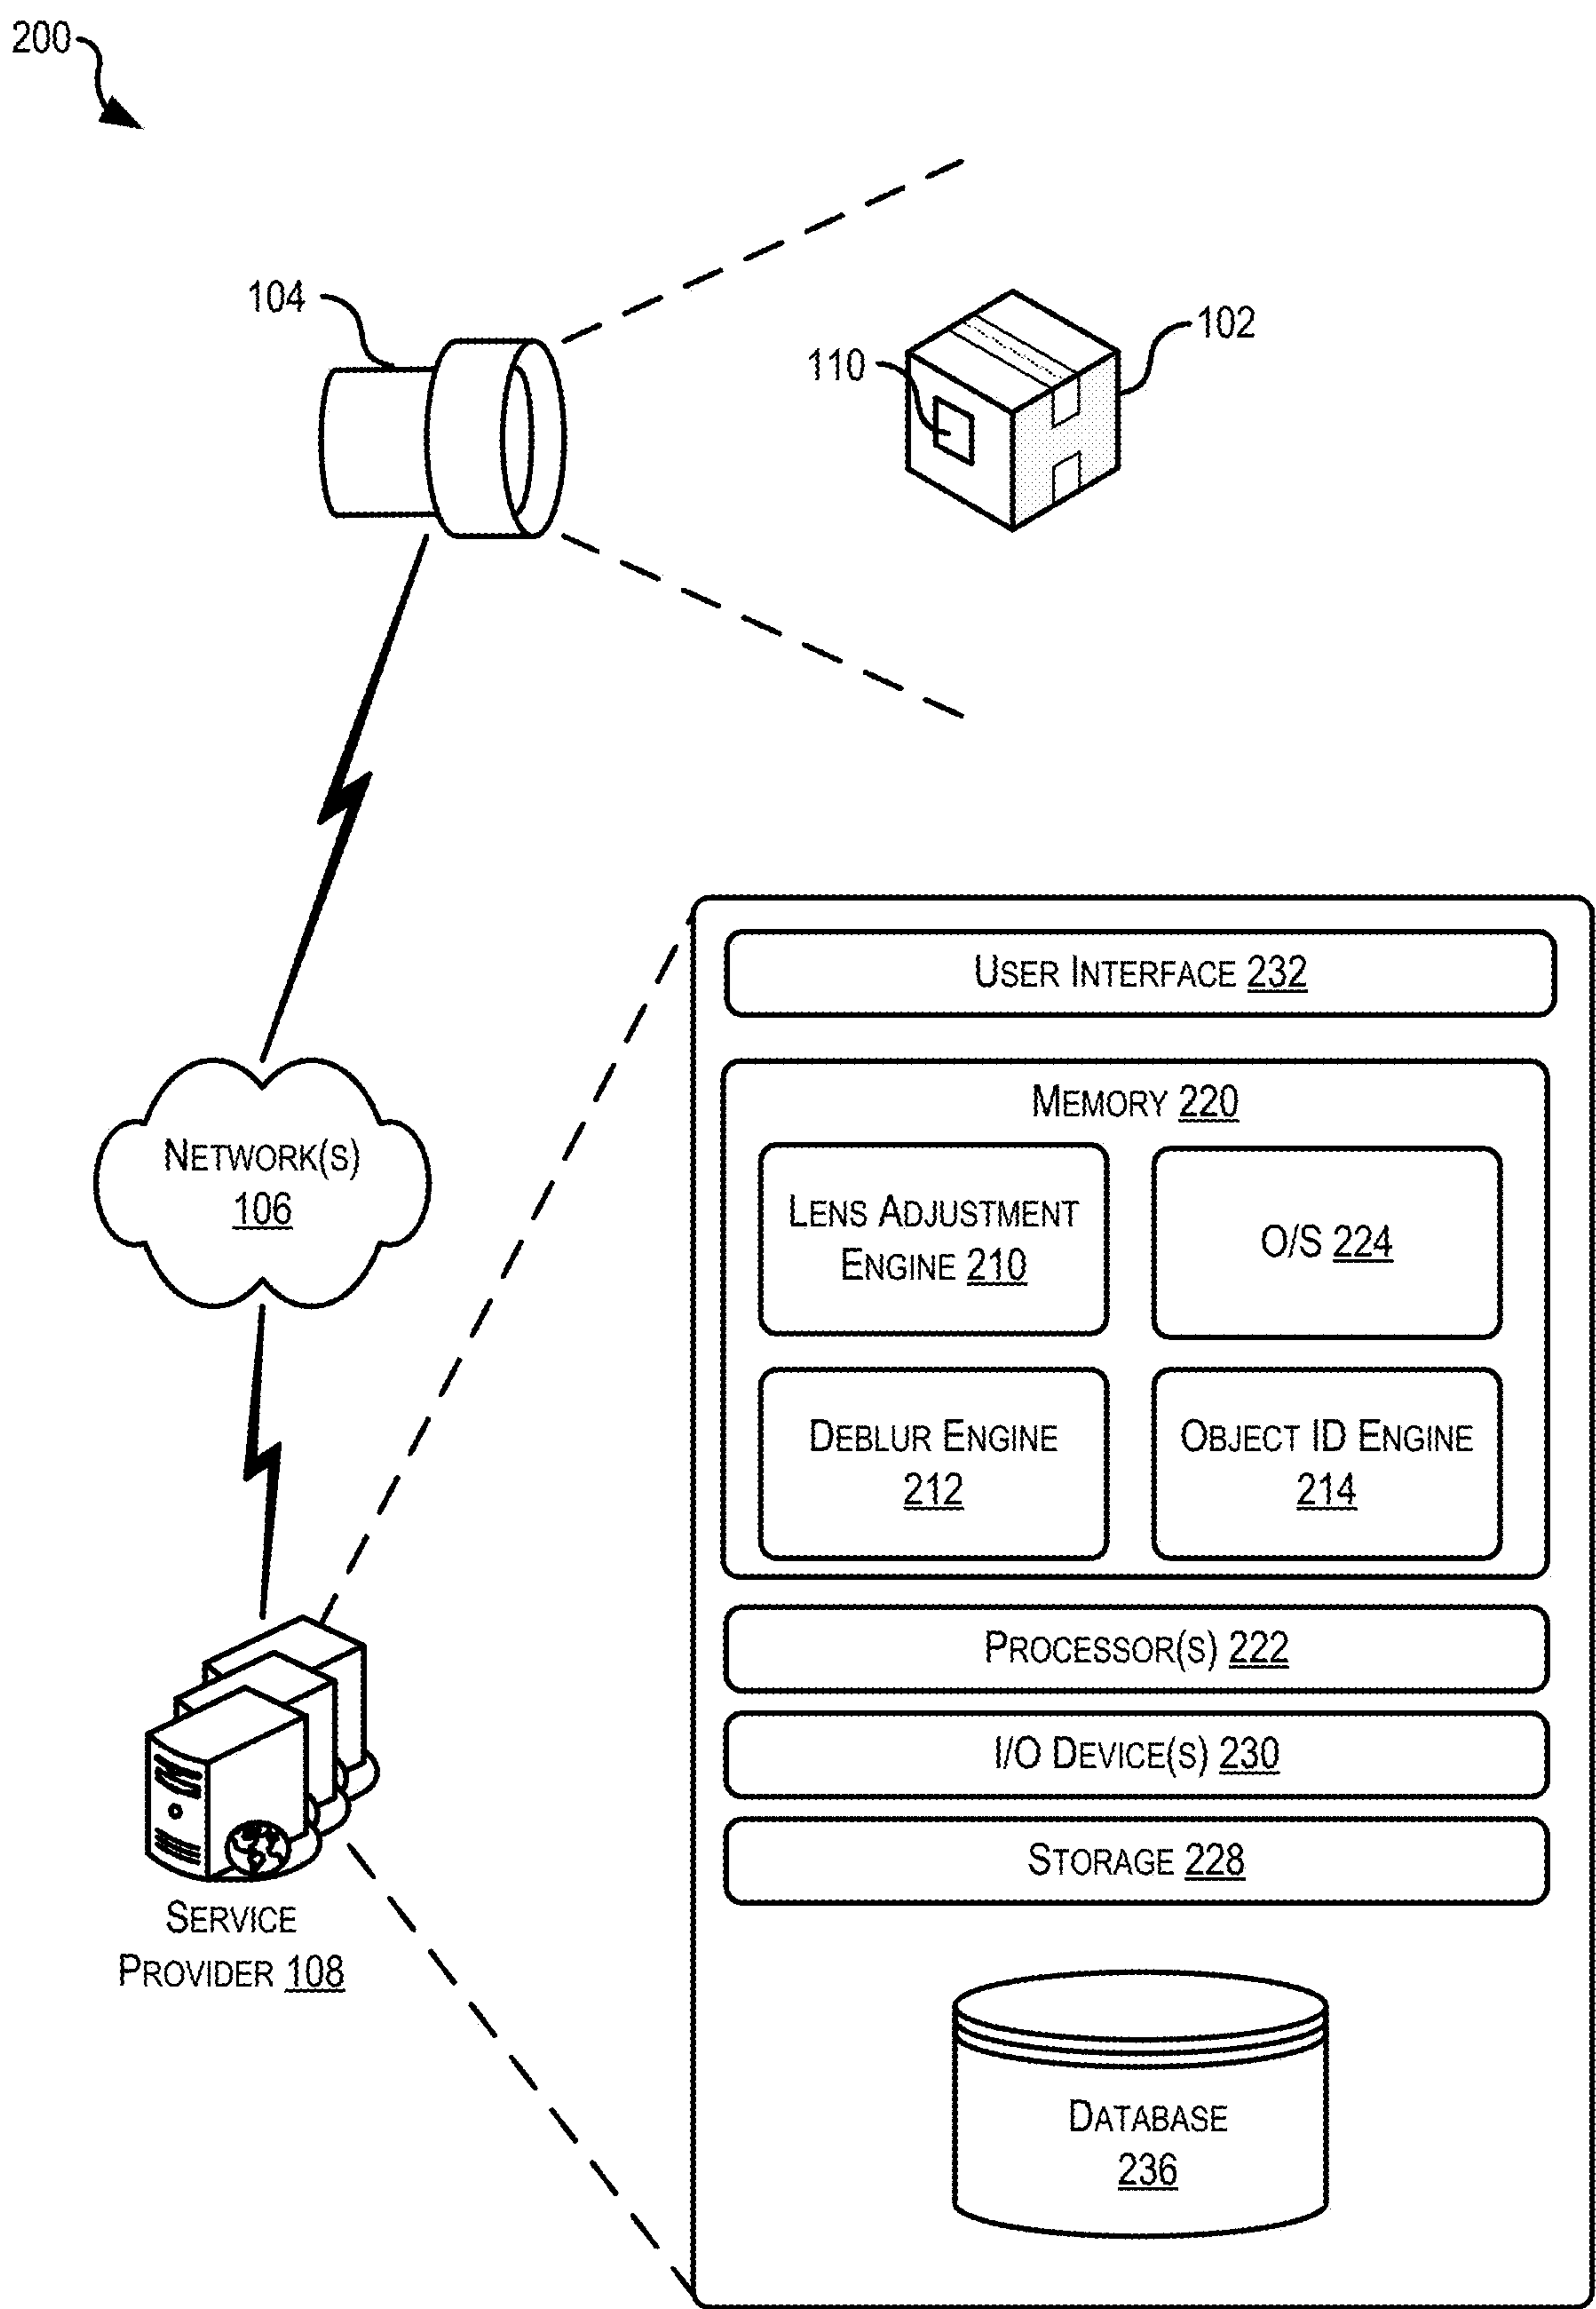 200
104
102
110
USER INTERFACE 232
MEMORY 220
LENS ADJUSTMENT
ENGINE 210
O/S 224
DEBLUR ENGINE
212
OBJECT ID ENGINE
214
PROCESSOR(S) 222
I/O DEVICE(S) 230
STORAGE 228
DATABASE
236
NETWORK(S)
106
SERVICE
PROVIDER 108